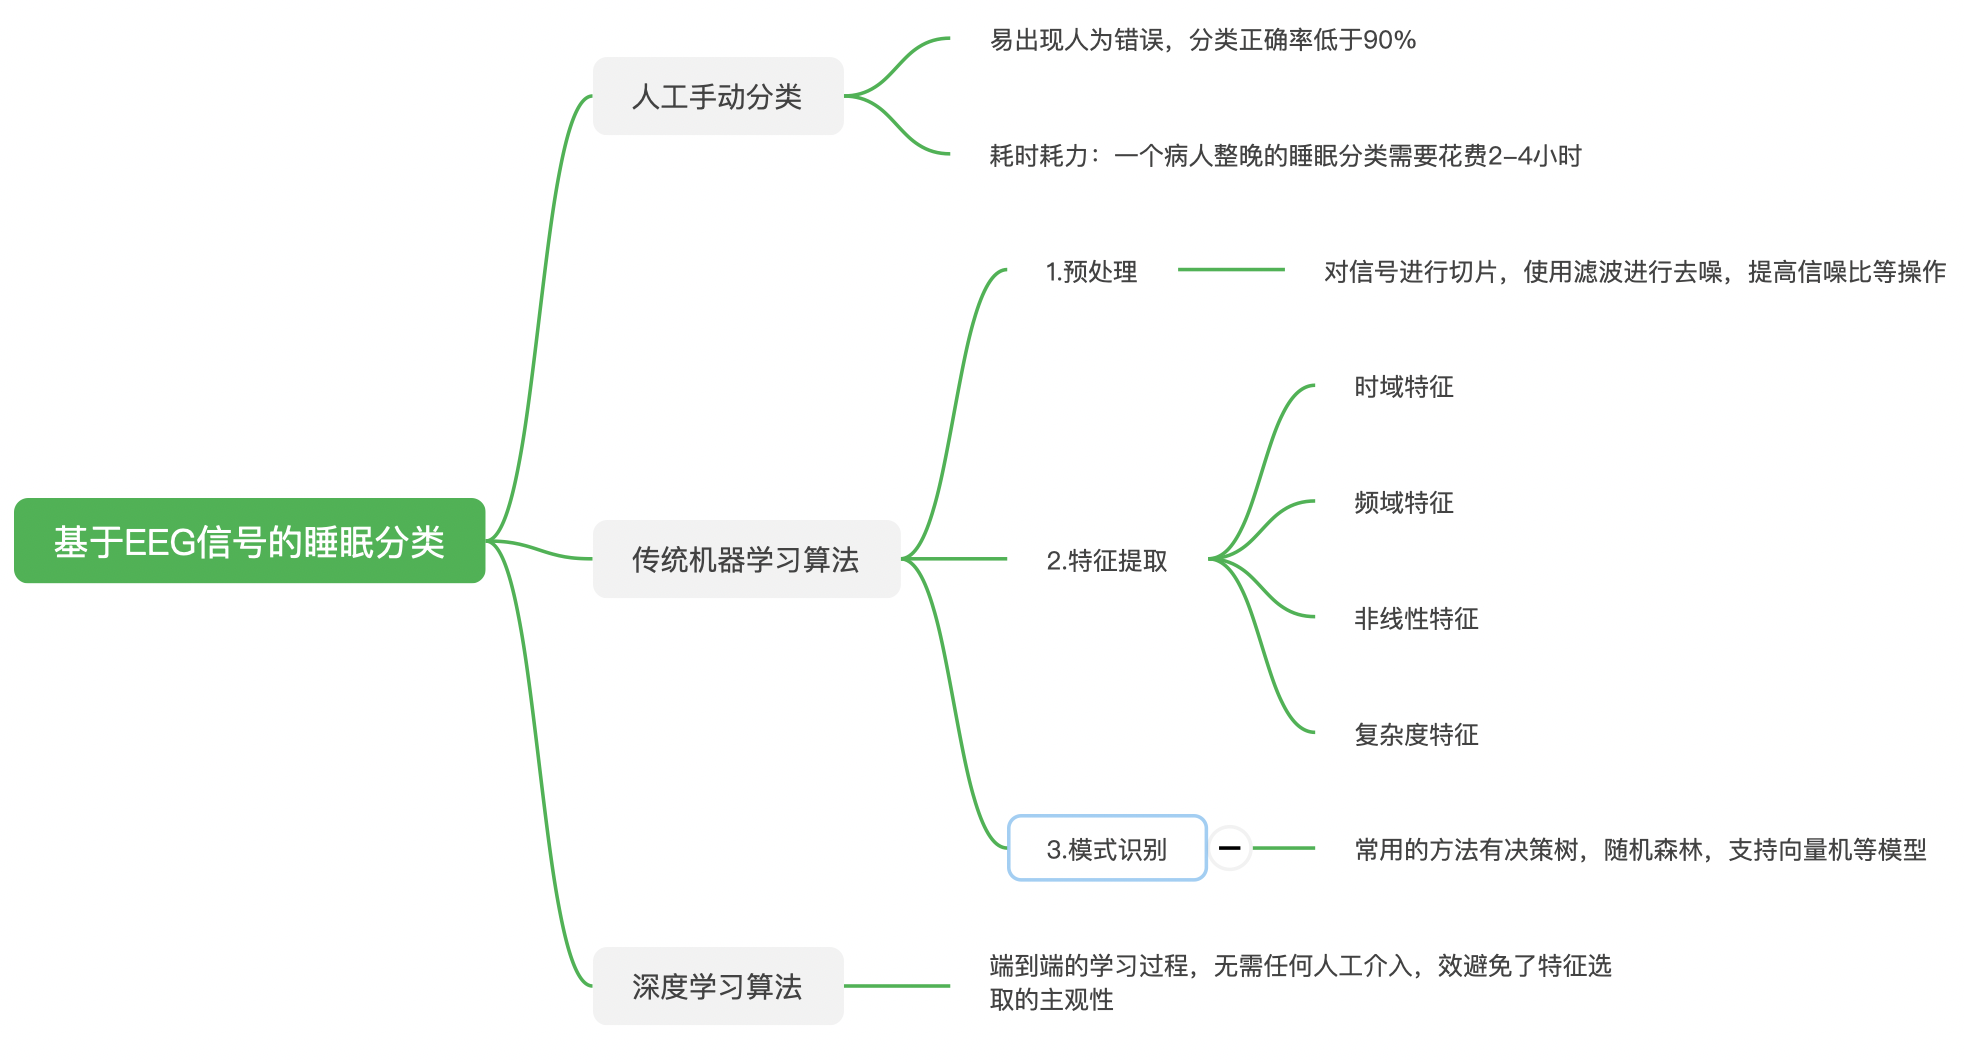 易出现人为错误，分类正确率低于90%
人工手动分类
耗时耗力：一个病人整晚的睡眠分类需要花费2-4小时
1.预处理
对信号进行切片，使用滤波进行去噪，提高信噪比等操作
时域特征
频域特征
基于EEG信号的睡眠分类
传统机器学习算法
2.特征提取
非线性特征
复杂度特征
3.模式识别
常用的方法有决策树，随机森林，支持向量机等模型
深度学习算法
端到端的学习过程，无需任何人工介入，效避免了特征选
取的主观性